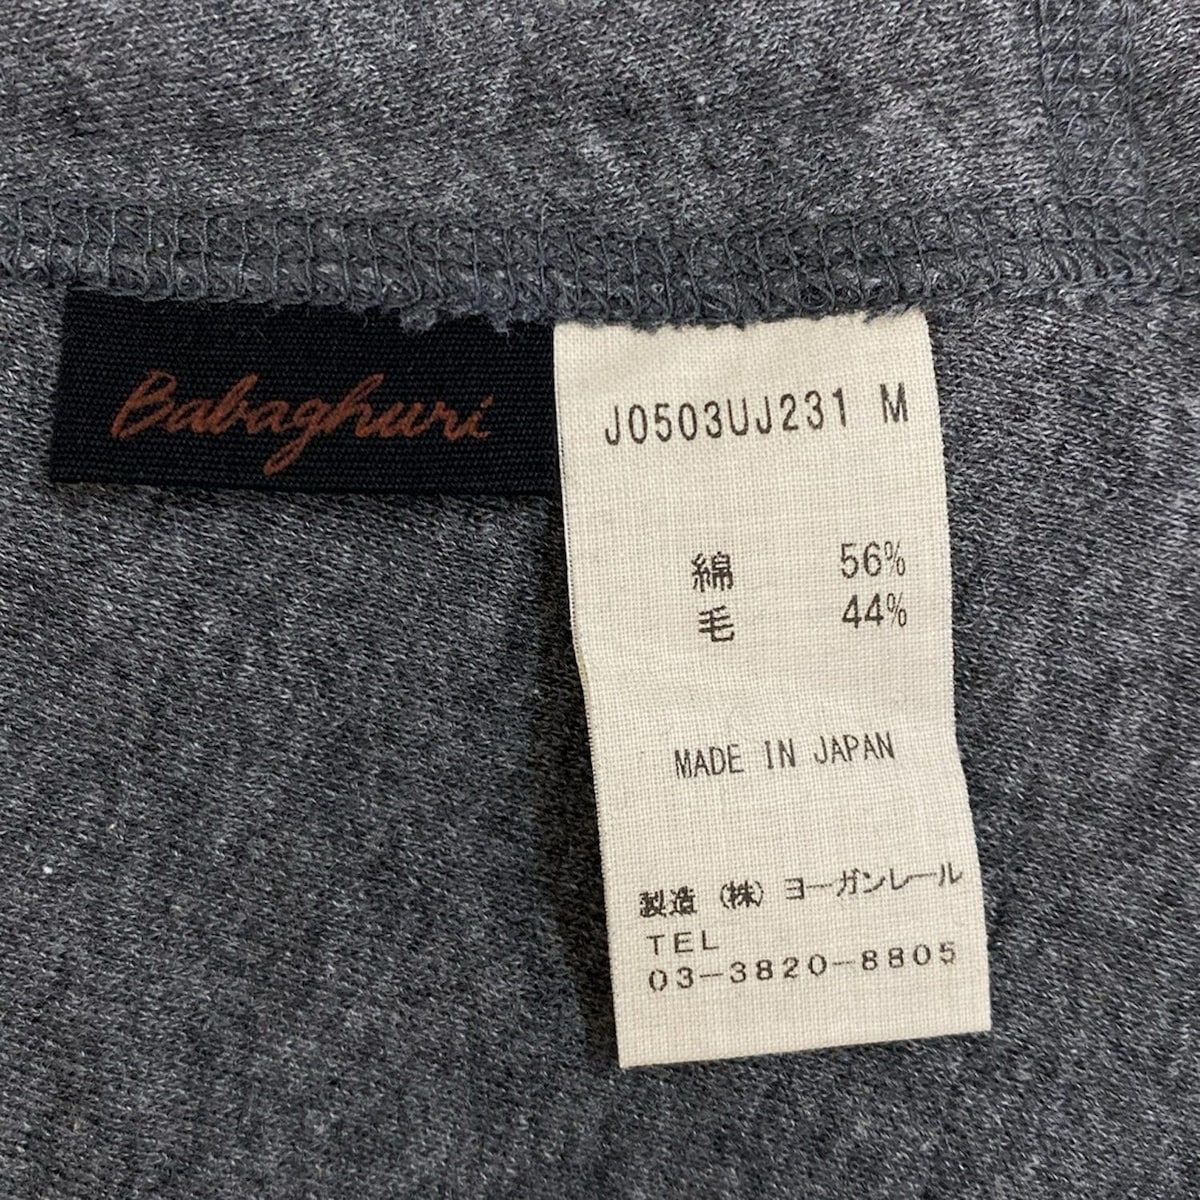 Babaghuri
J0503UJ231 M
綿 56%
毛 44%
MADE IN JAPAN
製造 (株) ヨーガンレール
TEL
03-3820-8805